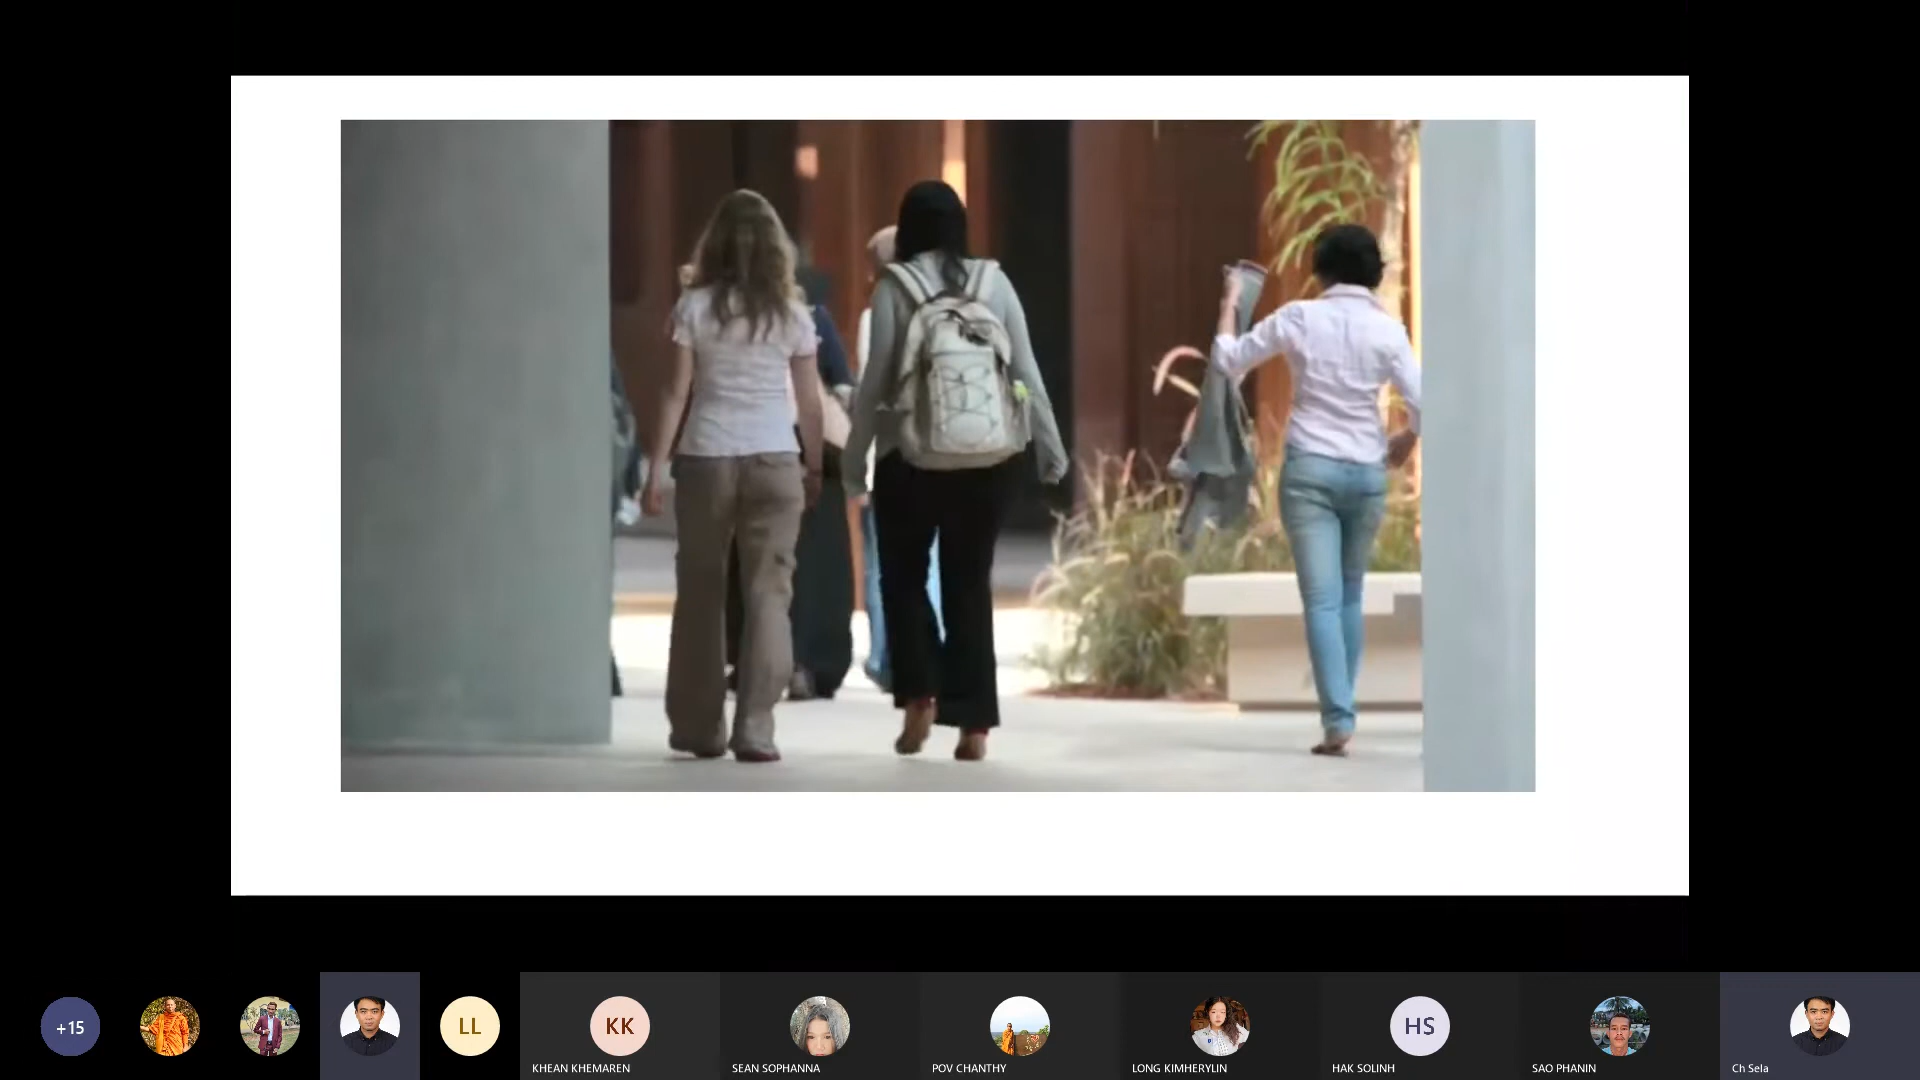 +15
LL
KK
HS
KHEAN KHEMAREN
SEAN SOPHANNA
POV CHANTHY
LONG KIMHERYLIN
HAK SOLINH
SAO PHANIN
Ch Sela